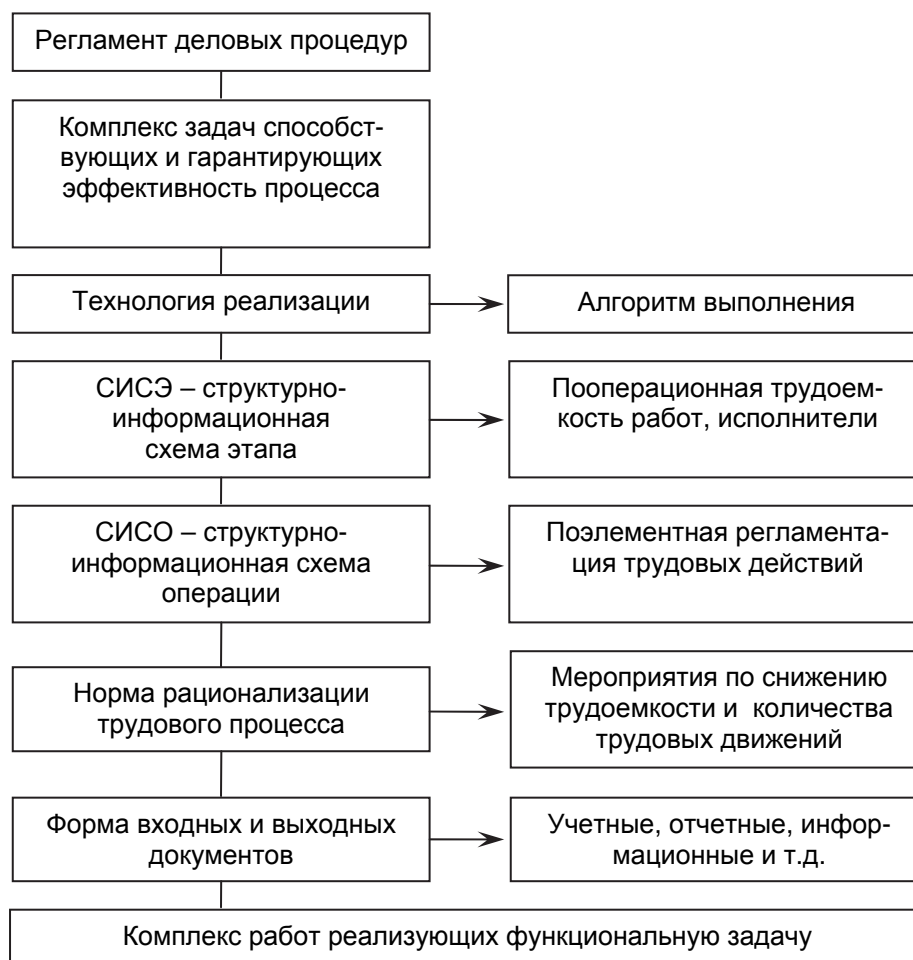 Регламент деловых процедур
Комплекс задач способст-
вующих и гарантирующих
эффективность процесса
Технология реализации
Алгоритм выполнения
СИСЭ – структурно-
информационная
схема этапа
Пооперационная трудоем-
кость работ, исполнители
СИСО – структурно-
информационная схема
операции
Поэлементная регламента-
ция трудовых действий
Норма рационализации
трудового процесса
Мероприятия по снижению
трудоемкости и количества
трудовых движений
Форма входных и выходных
документов
Учетные, отчетные, инфор-
мационные и т.д.
Комплекс работ реализующих функциональную задачу